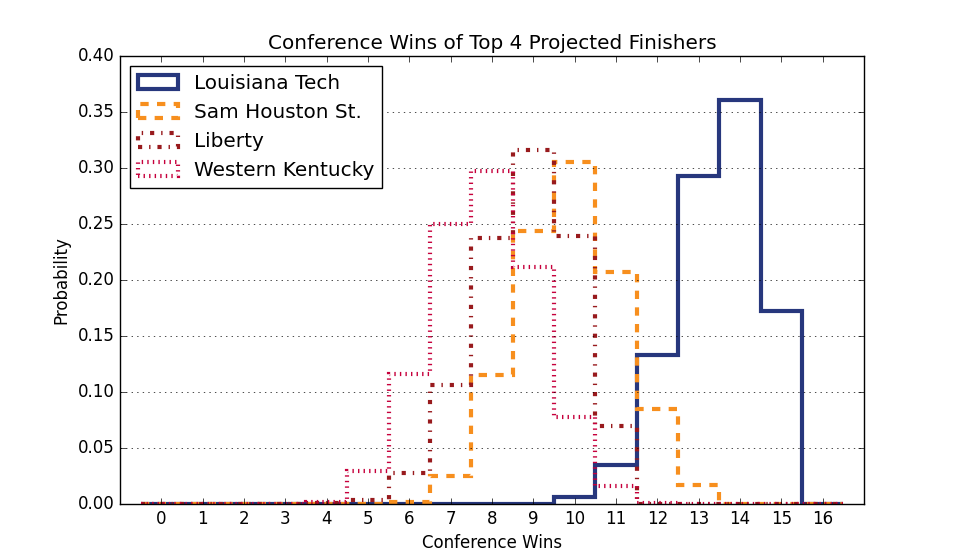 Conference Wins of Top 4 Projected Finishers
0.40
0.35
0.30
0.25
0.20
0.15
0.10
0.05
0.00
Probability
Louisiana Tech
Sam Houston St.
Liberty
Western Kentucky
0 1 2 3 4 5 6 7 8 9 10 11 12 13 14 15 16
Conference Wins